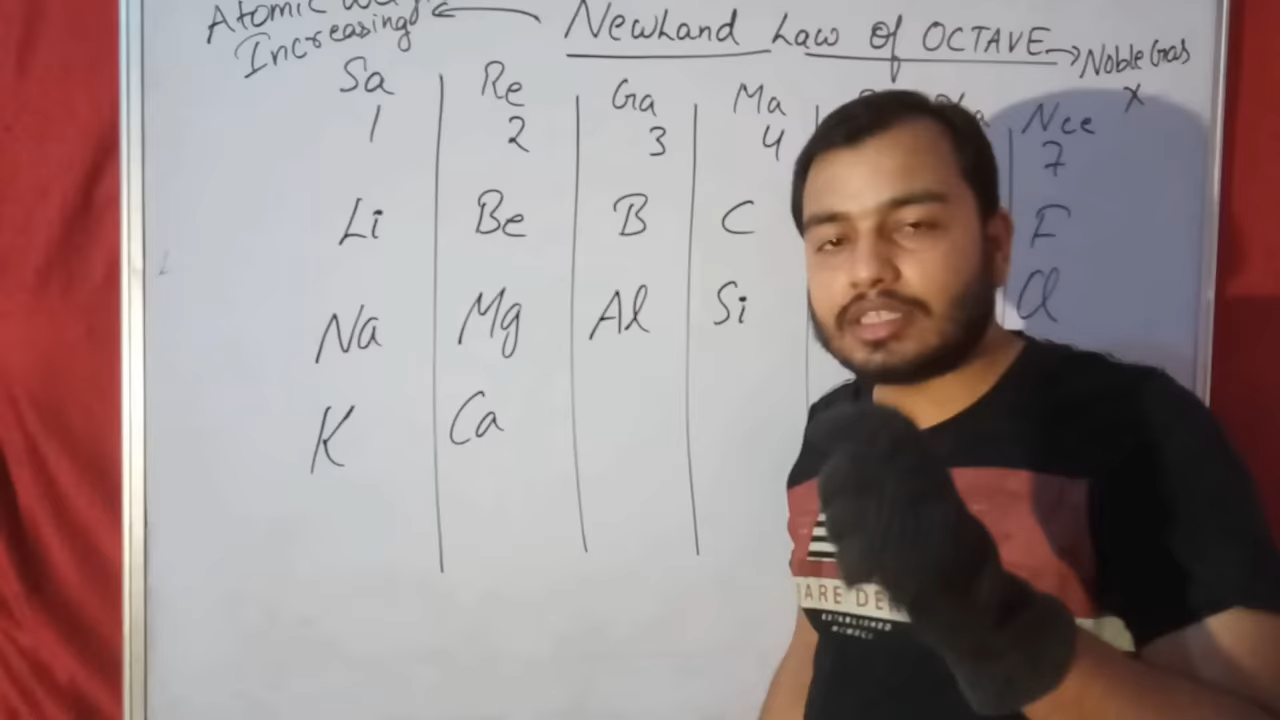 Atomic
Increasing
Newland Law of OCTAVE → Noble Gas
x
Sa Re Ga Ma Nee
1 2 3 4 7
Li Be B C F
Na Mg Al Si Cl
K Ca
ARE DE
ESTABLISHED